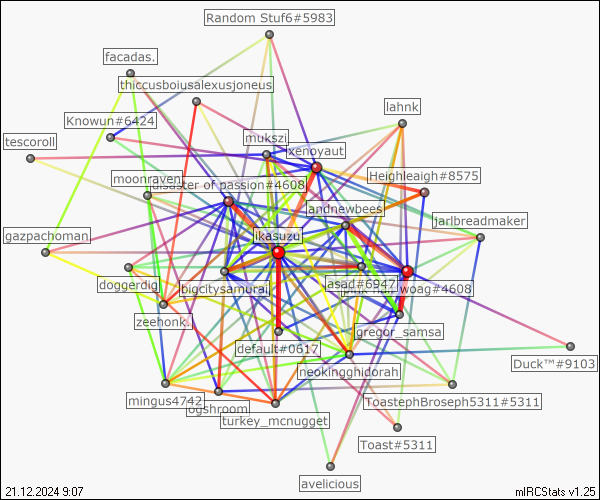 Random Stuf6#5983
facadas.
thiccusboiusalexusjoneus
lahnk
Knowun#6424
mukszi
tescoroll
xenoyaut
Heighleaigh#8575
moonraven
disaster of passion#4608
landnewbees
jarlbreadmaker
gazpachoman
ikasuzu
doggerdig
bigcitysamurai
asad#6947
woag#4608
zeehonk.
gregor_samsa
default#0617
neokingghidorah
Duck™#9103
mingus4742
ogshroom
ToastephBroseph5311#5311
turkey_mcnugget
Toast#5311
avelicious
21.12.2024 9:07
mIRCStats v1.25